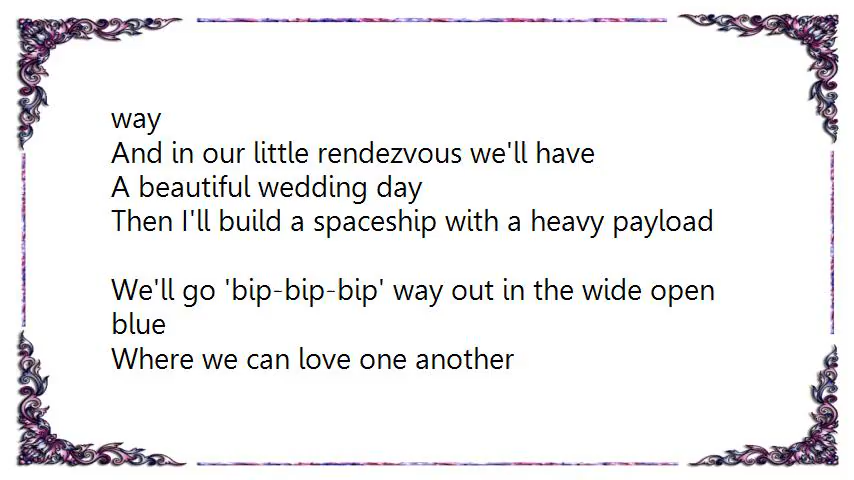 way
And in our little rendezvous we'll have
A beautiful wedding day
Then I'll build a spaceship with a heavy payload
We'll go 'bip-bip-bip' way out in the wide open
blue
Where we can love one another